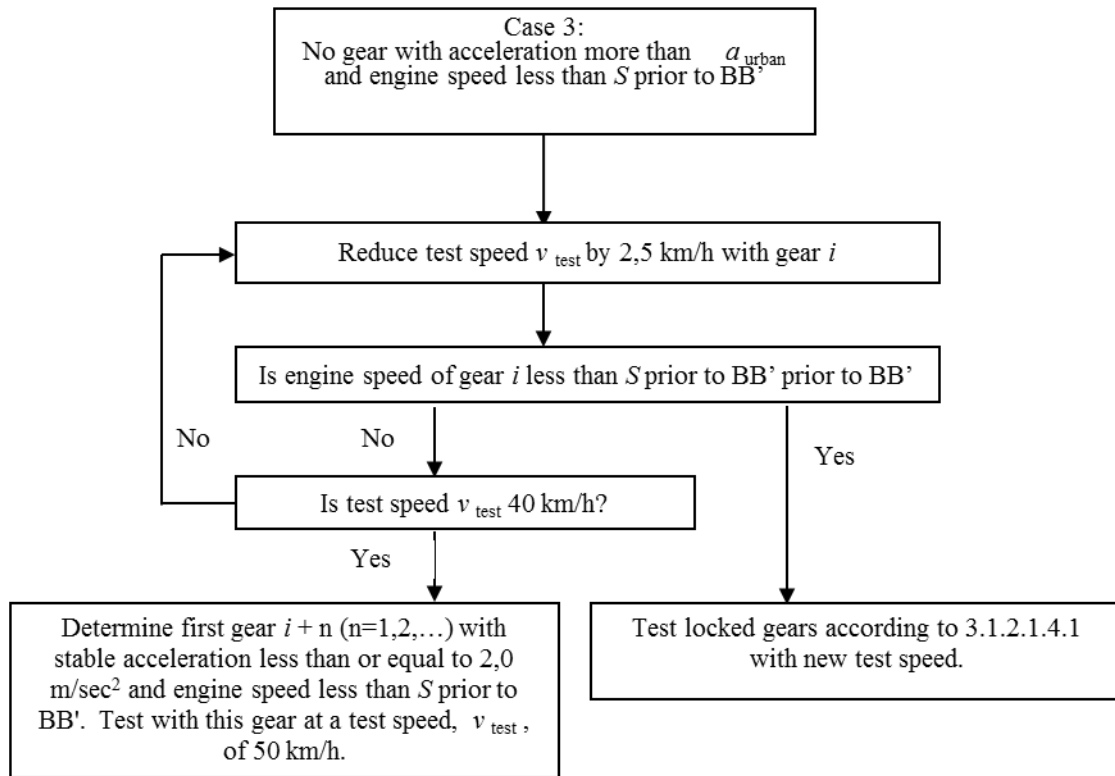 Case 3:
No gear with acceleration more than a urban
and engine speed less than S prior to BB’
Reduce test speed v test by 2,5 km/h with gear i
Is engine speed of gear i less than S prior to BB’ prior to BB’
No
No
Yes
Is test speed v test 40 km/h?
Yes
Determine first gear i + n (n=1,2,…) with
stable acceleration less than or equal to 2,0
m/sec² and engine speed less than S prior to
BB'. Test with this gear at a test speed, v test ,
of 50 km/h.
Test locked gears according to 3.1.2.1.4.1
with new test speed.